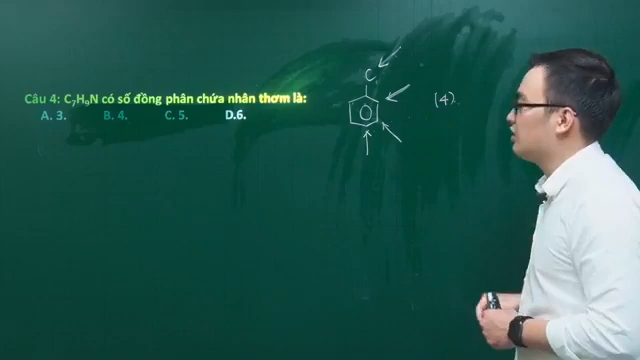 Câu 4: C₇H₉N có số đồng phân chứa nhân thơm là:
A. 3. B. 4. C. 5. D.6.
C
(4).